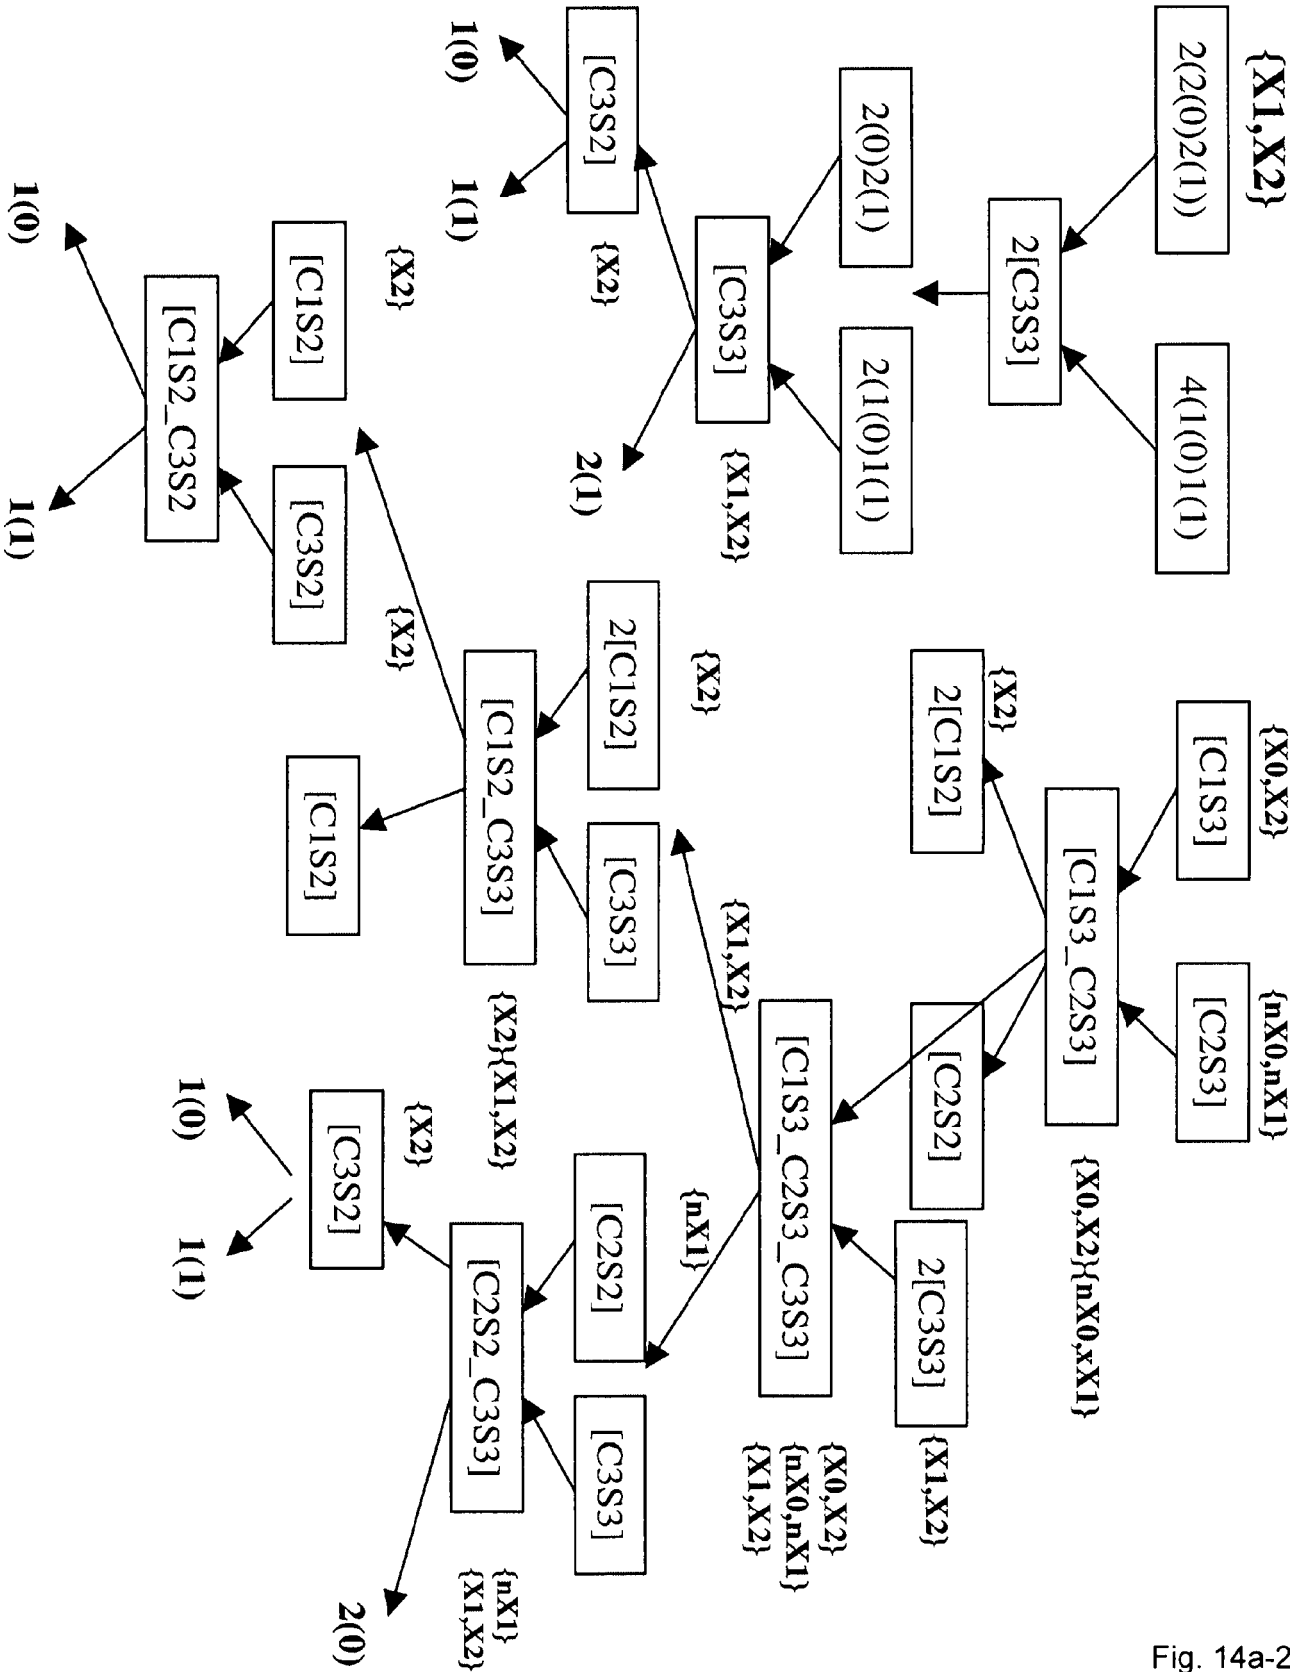 {X1,X2}
{X0,X2}
{nX0,nX1}
2(2(0)2(1))
4(1(0)1(1)
[C1S3]
[C2S3]
[C1S3_C2S3]
{X0,X2}{nX0,xX1}
2[C3S3]
{X2}
2[C1S2]
[C2S2]
2[C3S3]
{X1,X2}
2(0)2(1)
2(1(0)1(1)
[C1S3_C2S3_C3S3]
{X0,X2}
{nX0,nX1}
{X1,X2}
[C3S3]
{X1,X2}
{X1,X2}
{X2}
{nX1}
[C3S2]
{X2}
2(1)
2[C1S2]
[C3S3]
[C2S2]
[C3S3]
[C1S2_C3S3]
{X2}{X1,X2}
[C2S2_C3S3]
{nX1}
{X1,X2}
1(0)
1(1)
{X2}
{X2}
{X2}
[C1S2]
[C3S2]
[C1S2]
[C3S2]
2(0)
[C1S2_C3S2
1(0)
1(1)
1(0)
1(1)
Fig. 14a-2